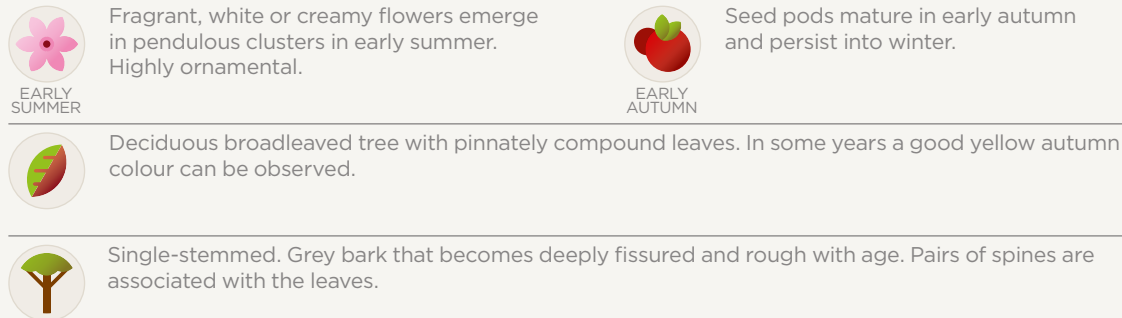 Fragrant, white or creamy flowers emerge
in pendulous clusters in early summer.
Highly ornamental.
EARLY
SUMMER
Seed pods mature in early autumn
and persist into winter.
EARLY
AUTUMN
Deciduous broadleaved tree with pinnately compound leaves. In some years a good yellow autumn
colour can be observed.
Single-stemmed. Grey bark that becomes deeply fissured and rough with age. Pairs of spines are
associated with the leaves.